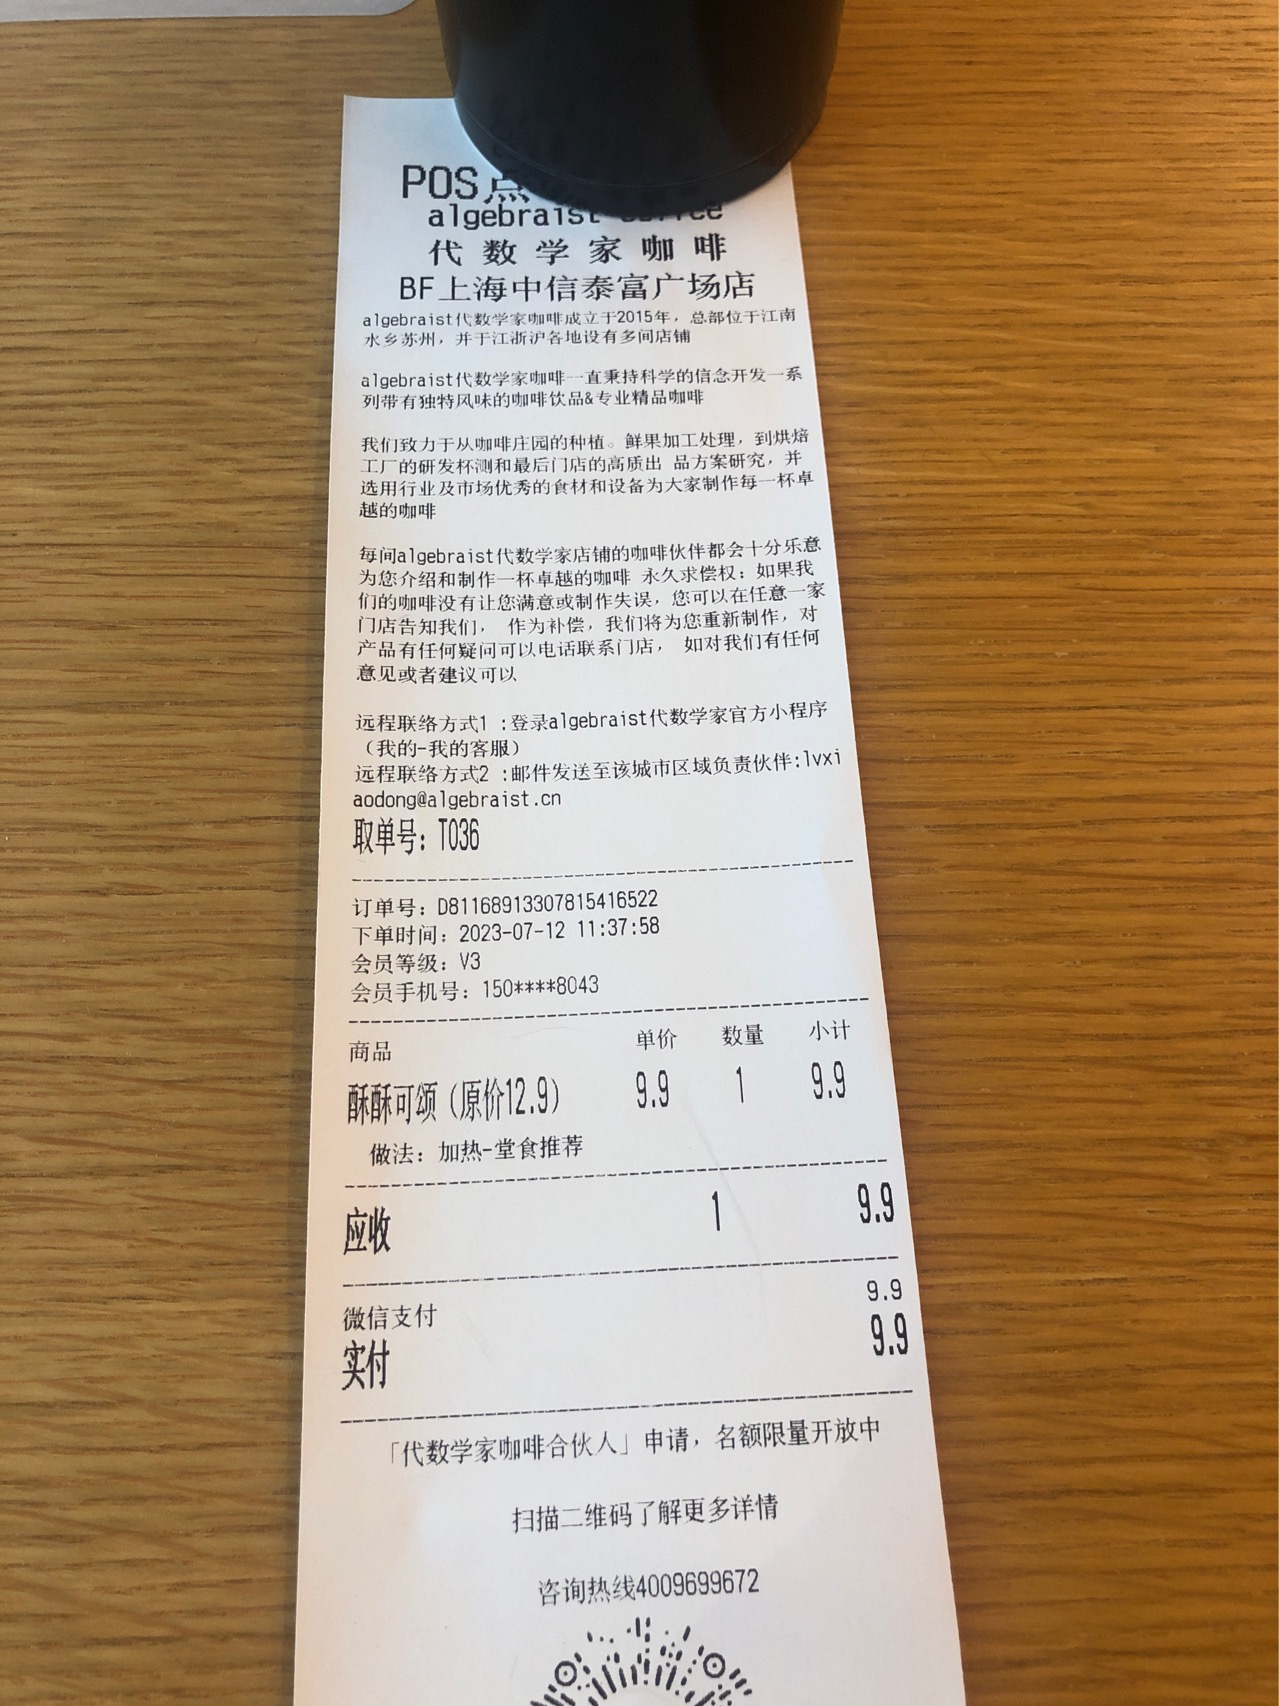 POS点
algebraist coffee
代数学家咖啡
BF上海中信泰富广场店
algebraist代数学家咖啡成立于2015年，总部位于江南
水乡苏州，并于江浙沪各地设有多间店铺
algebraist代数学家咖啡一直秉持科学的信念开发一系
列带有独特风味的咖啡饮品&专业精品咖啡
我们致力于从咖啡庄园的种植。鲜果加工处理，到烘焙
工厂的研发杯测和最后门店的高质出 品方案研究，并
选用行业及市场优秀的食材和设备为大家制作每一杯卓
越的咖啡
每间algebraist代数学家店铺的咖啡伙伴都会十分乐意
为您介绍和制作一杯卓越的咖啡 永久求偿权：如果我
们的咖啡没有让您满意或制作失误，您可以在任意一家
门店告知我们， 作为补偿，我们将为您重新制作，对
产品有任何疑问可以电话联系门店， 如对我们有任何
意见或者建议可以
远程联络方式1 :登录algebraist代数学家官方小程序
（我的-我的客服）
远程联络方式2 :邮件发送至该城市区域负责伙伴:lvxi
aodong@algebraist.cn
取单号：T036
订单号：D811689133307815416522
下单时间：2023-07-12 11:37:58
会员等级：V3
会员手机号：150****8043
商品 单价 数量 小计
酥酥可颂（原价12.9） 9.9 1 9.9
做法：加热-堂食推荐
应收 1 9.9
微信支付 9.9
实付 9.9
「代数学家咖啡合伙人」申请，名额限量开放中
扫描二维码了解更多详情
咨询热线4009699672